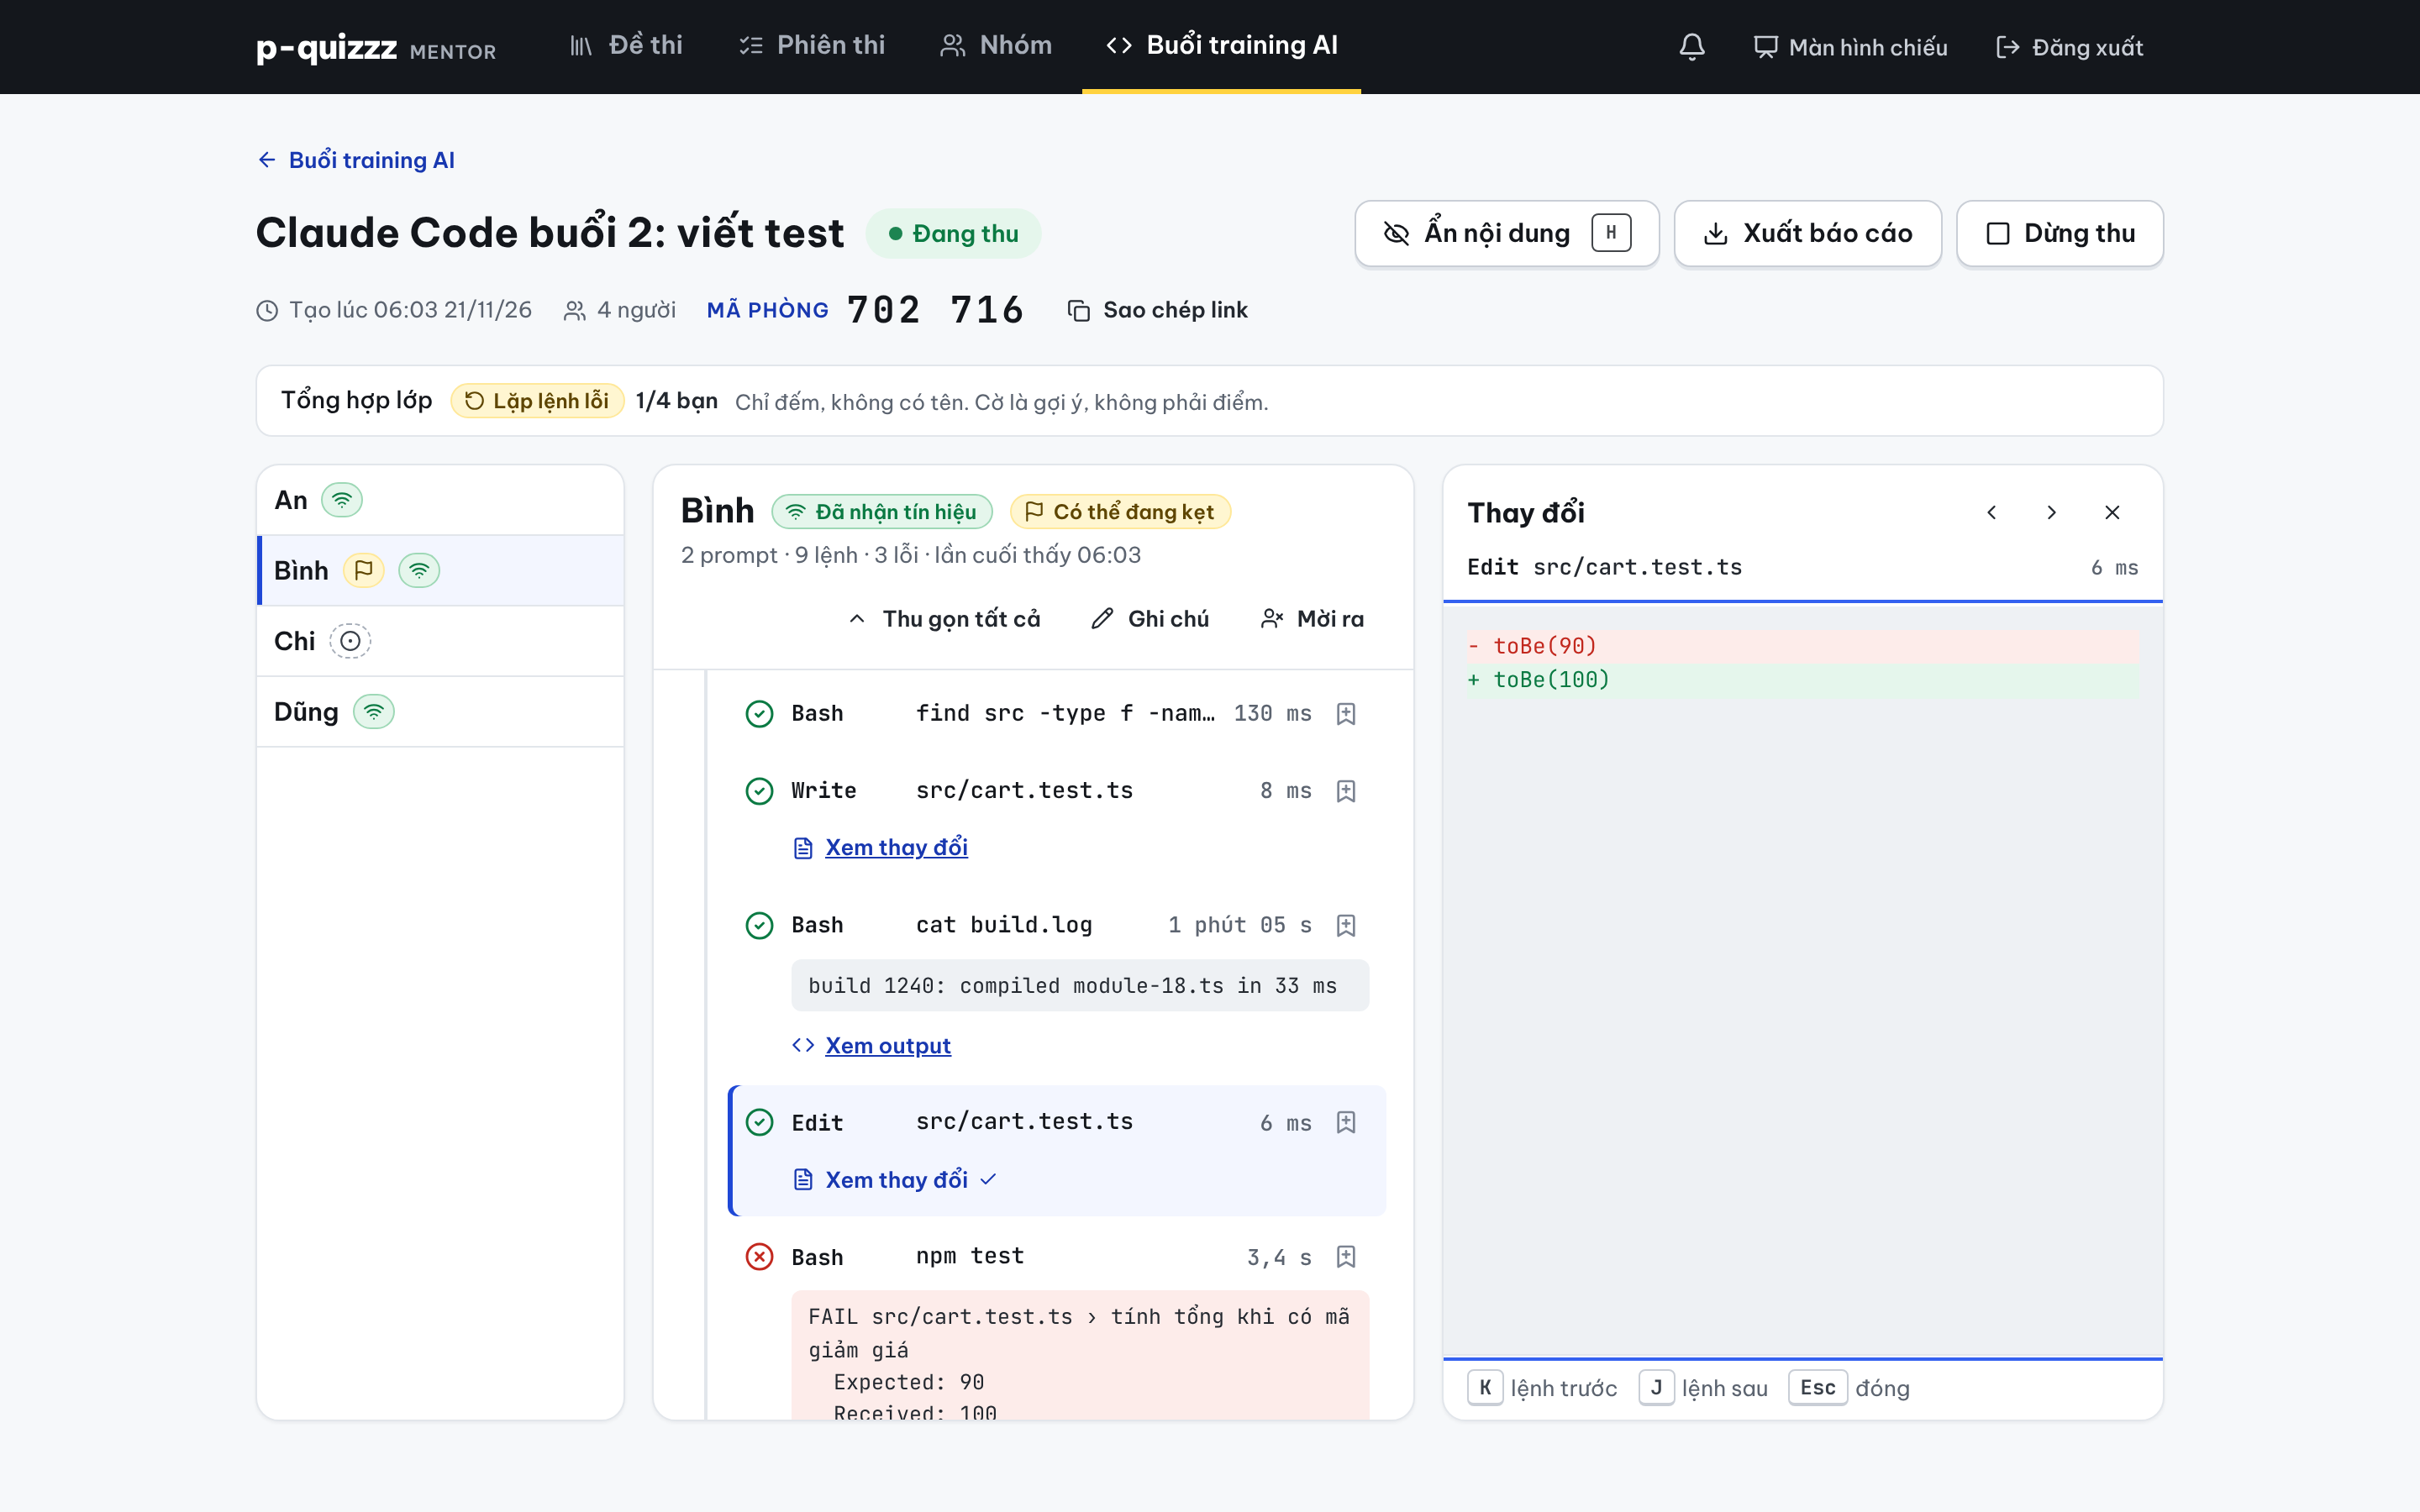 p-quizzz MENTOR
Đề thi
Phiên thi
Nhóm
Buổi training AI
Màn hình chiếu
Đăng xuất
Buổi training AI
Claude Code buổi 2: viết test
Đang thu
Ẩn nội dung H
Xuất báo cáo
Dừng thu
Tạo lúc 06:03 21/11/26
4 người
MÃ PHÒNG 702 716
Sao chép link
Tổng hợp lớp
Lặp lệnh lỗi
1/4 bạn
Chỉ đếm, không có tên. Cờ là gợi ý, không phải điểm.
An
Bình
Chi
Dũng
Bình
Đã nhận tín hiệu
Có thể đang kẹt
2 prompt · 9 lệnh · 3 lỗi · lần cuối thấy 06:03
Thu gọn tất cả
Ghi chú
Mời ra
Bash find src -type f -nam… 130 ms
Write src/cart.test.ts 8 ms
Xem thay đổi
Bash cat build.log 1 phút 05 s
build 1240: compiled module-18.ts in 33 ms
Xem output
Edit src/cart.test.ts 6 ms
Xem thay đổi
Bash npm test 3,4 s
FAIL src/cart.test.ts › tính tổng khi có mã
giảm giá
Expected: 90
Received: 100
Thay đổi
Edit src/cart.test.ts 6 ms
- toBe(90)
+ toBe(100)
K lệnh trước
J lệnh sau
Esc đóng